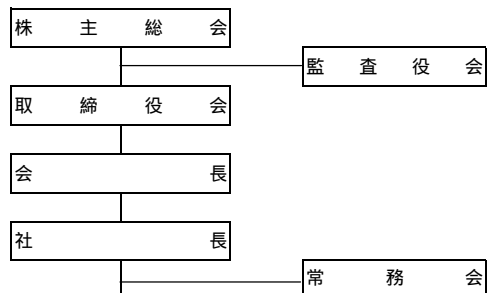 株主総会
監査役会
取締役会
会長
社長
常務会